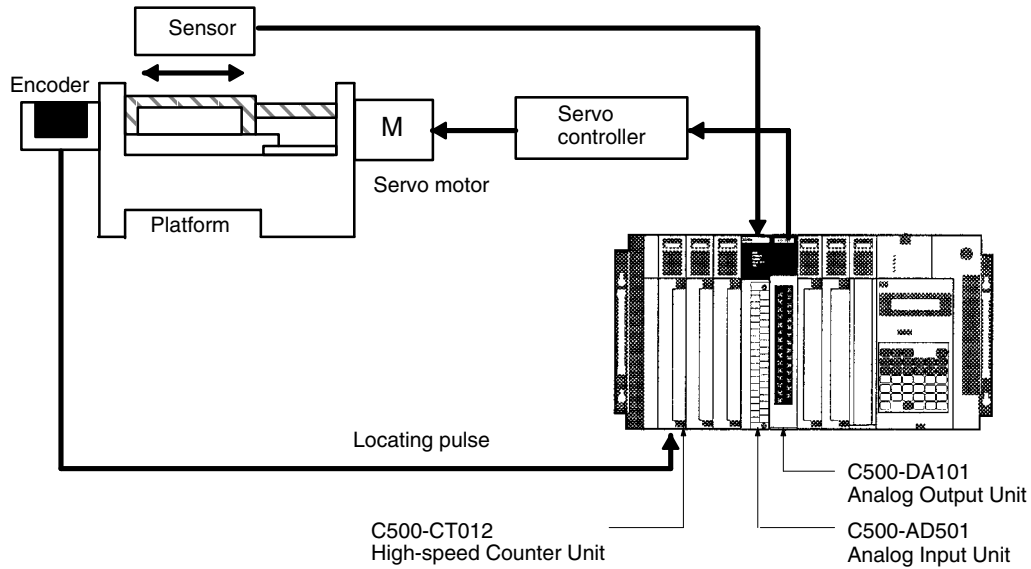 Sensor
Encoder
M
Servo
controller
Servo motor
Platform
Locating pulse
C500-DA101
Analog Output Unit
C500-CT012
High-speed Counter Unit
C500-AD501
Analog Input Unit